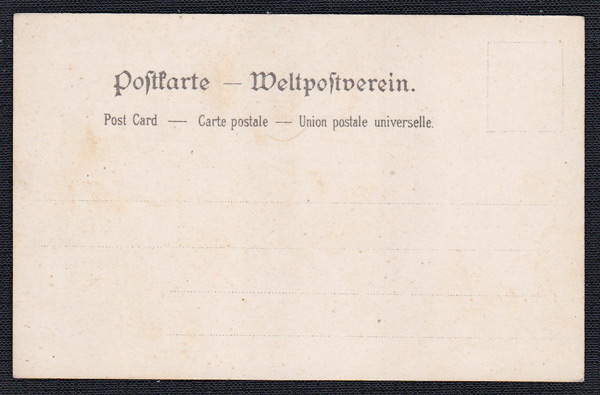 Postkarte — Weltpostverein.
Post Card — Carte postale — Union postale universelle.